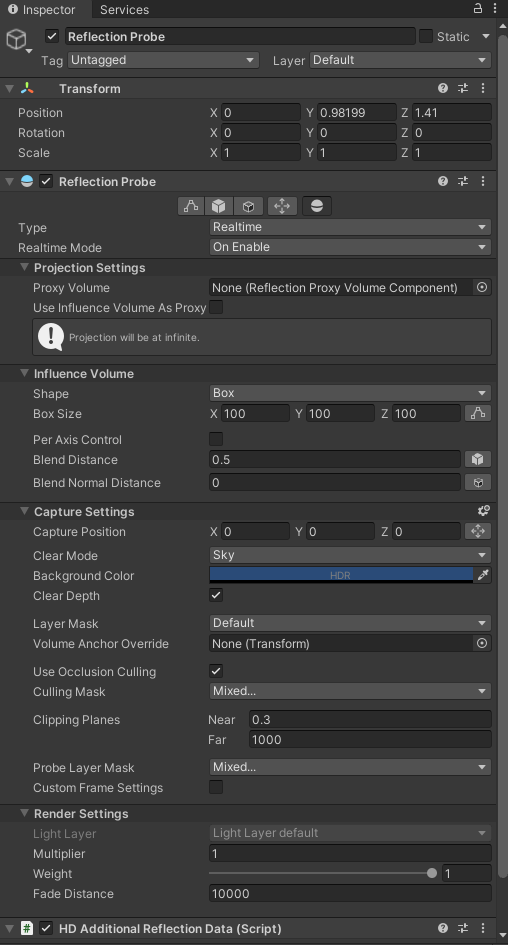 Inspector Services
Reflection Probe Static
Tag Untagged Layer Default
Transform
Position X 0 Y 0.98199 Z 1.41
Rotation X 0 Y 0 Z 0
Scale X 1 Y 1 Z 1
Reflection Probe
Type Realtime
Realtime Mode On Enable
Projection Settings
Proxy Volume None (Reflection Proxy Volume Component)
Use Influence Volume As Proxy
Projection will be at infinite.
Influence Volume
Shape Box
Box Size X 100 Y 100 Z 100
Per Axis Control
Blend Distance 0.5
Blend Normal Distance 0
Capture Settings
Capture Position X 0 Y 0 Z 0
Clear Mode Sky
Background Color HDR
Clear Depth
Layer Mask Default
Volume Anchor Override None (Transform)
Use Occlusion Culling
Culling Mask Mixed...
Clipping Planes Near 0.3
Far 1000
Probe Layer Mask Mixed...
Custom Frame Settings
Render Settings
Light Layer Light Layer default
Multiplier 1
Weight 1
Fade Distance 10000
# HD Additional Reflection Data (Script)